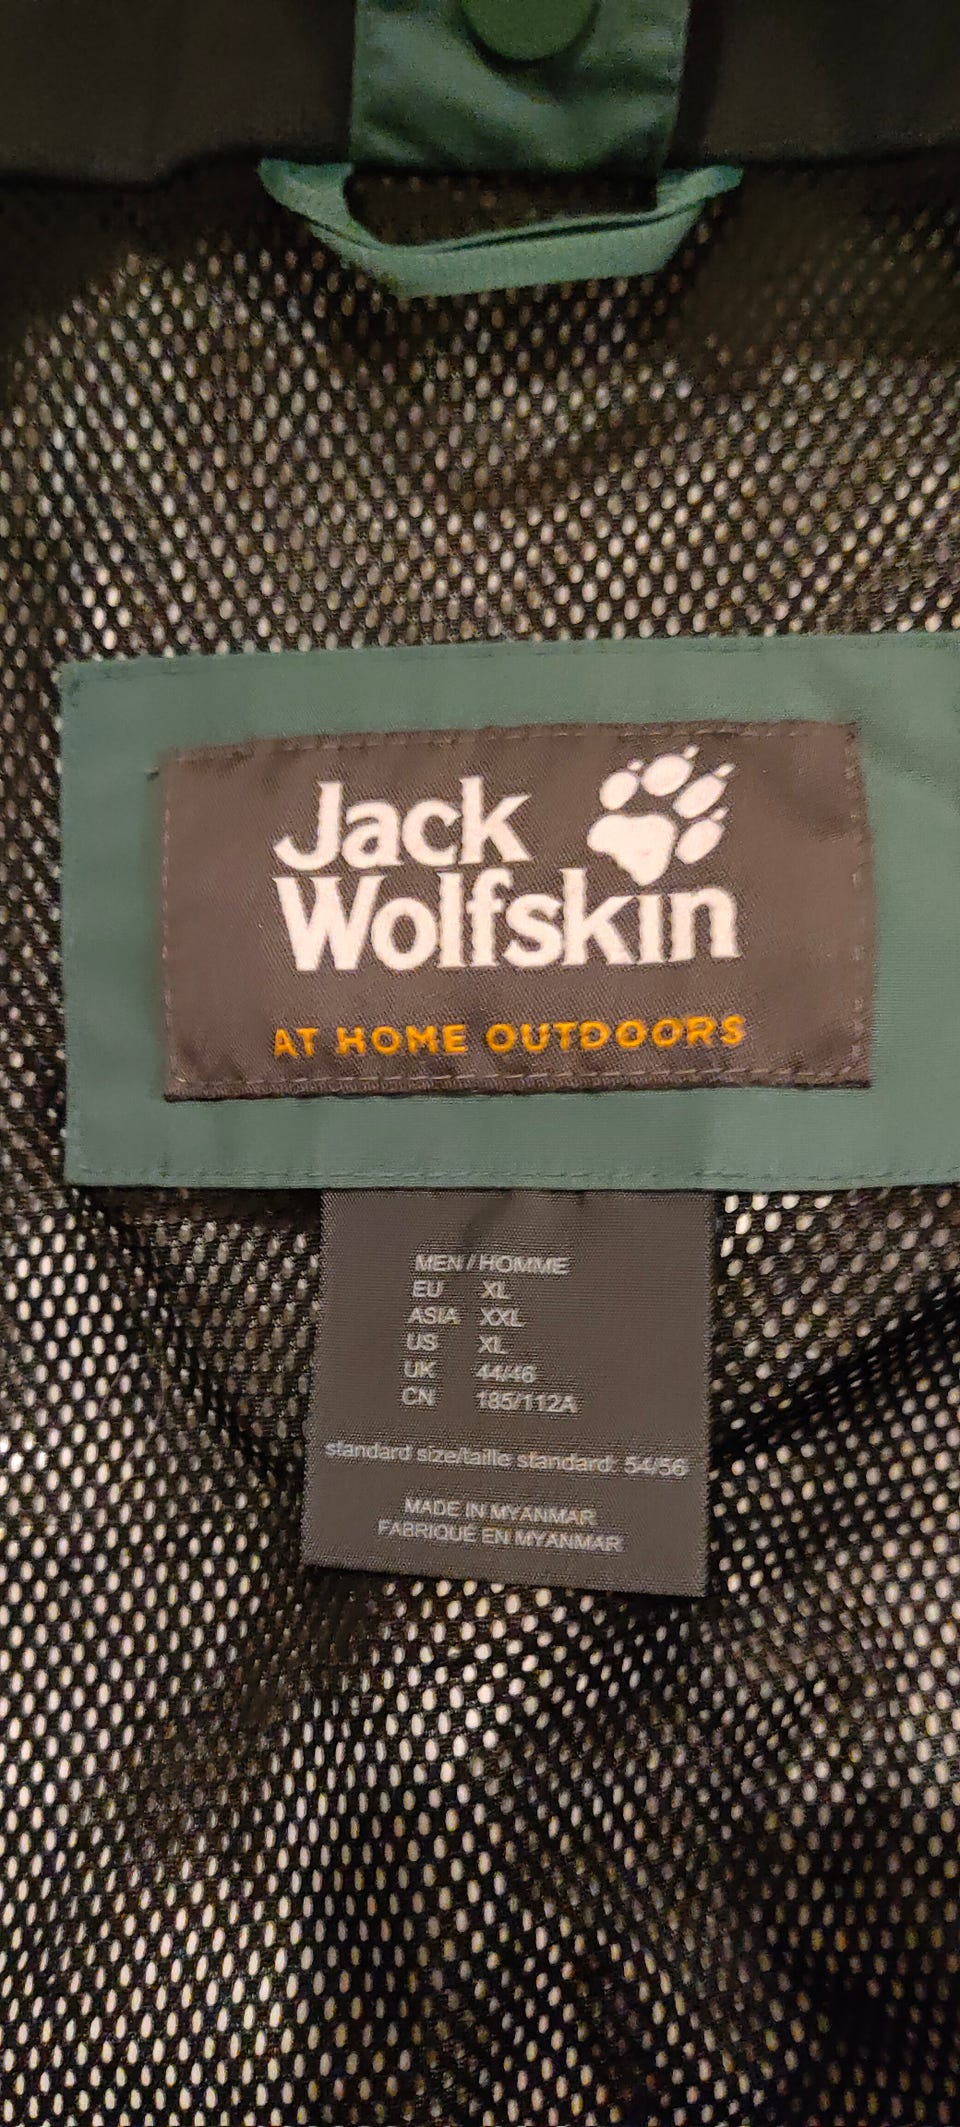 Jack
Wolfskin
AT HOME OUTDOORS
MEN / HOMME
EU XL
ASIA XXL
US XL
UK 44/46
CN 185/112A
standard size/taille standard: 54/56
MADE IN MYANMAR
FABRIQUÉ EN MYANMAR